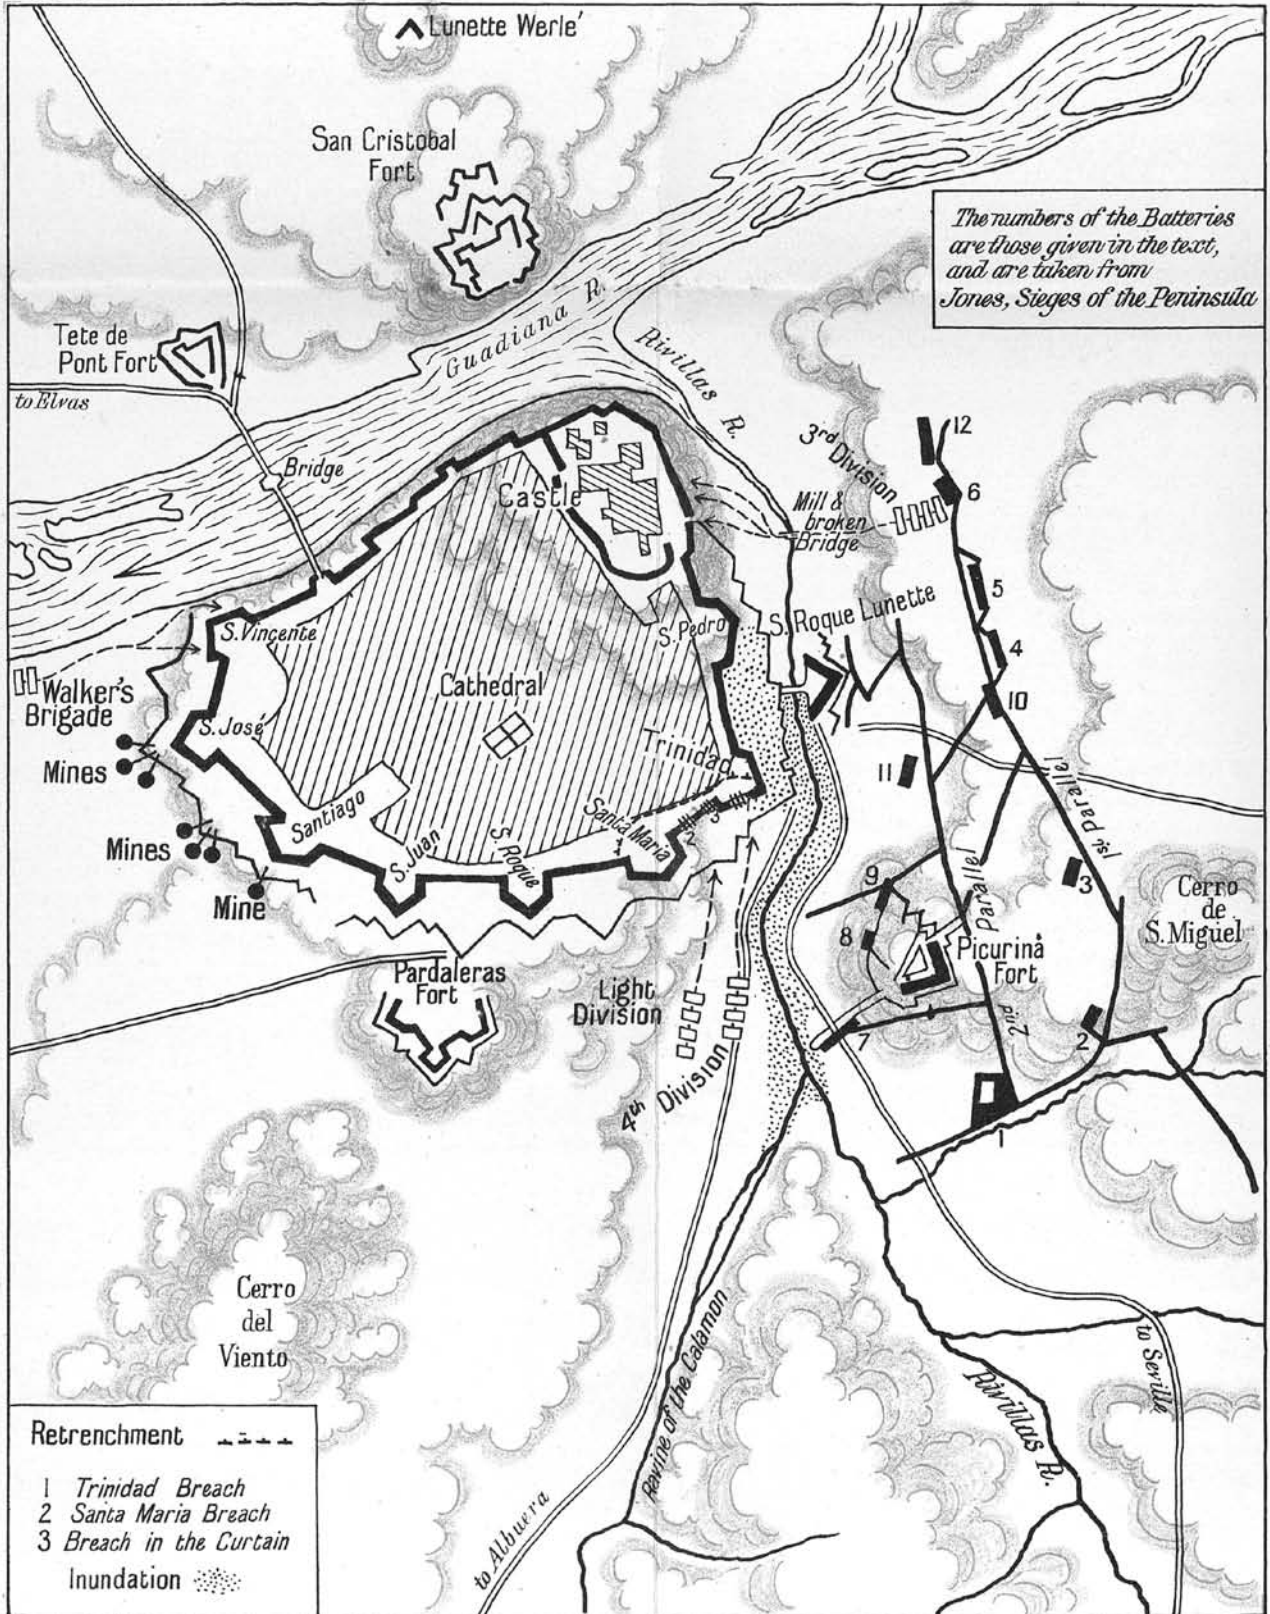 Lunette Werle'
San Cristobal
Fort
The numbers of the Batteries
are those given in the text,
and are taken from
Jones, Sieges of the Peninsula
Guadiana R.
Rivillas R.
Tete de
Pont Fort
to Elvas
Bridge
Castle
3rd Division
12
6
Mill &
broken
Bridge
5
S. Roque Lunette
4
10
S. Vincente
S. Pedro
Walker's
Brigade
Cathedral
S. José
Trinidad
Mines
11
1st Parallel
Santiago
Santa Maria
1
2
3
Mines
S. Juan
S. Roque
Mine
9
3
8
2nd Parallel
Cerro
de
S. Miguel
Picurina
Fort
Pardaleras
Fort
Light
Division
7
2
4th Division
1
Cerro
del
Viento
Ravine of the Calamon
to Seville
Rivillas R.
to Albuera
Retrenchment
1 Trinidad Breach
2 Santa Maria Breach
3 Breach in the Curtain
Inundation